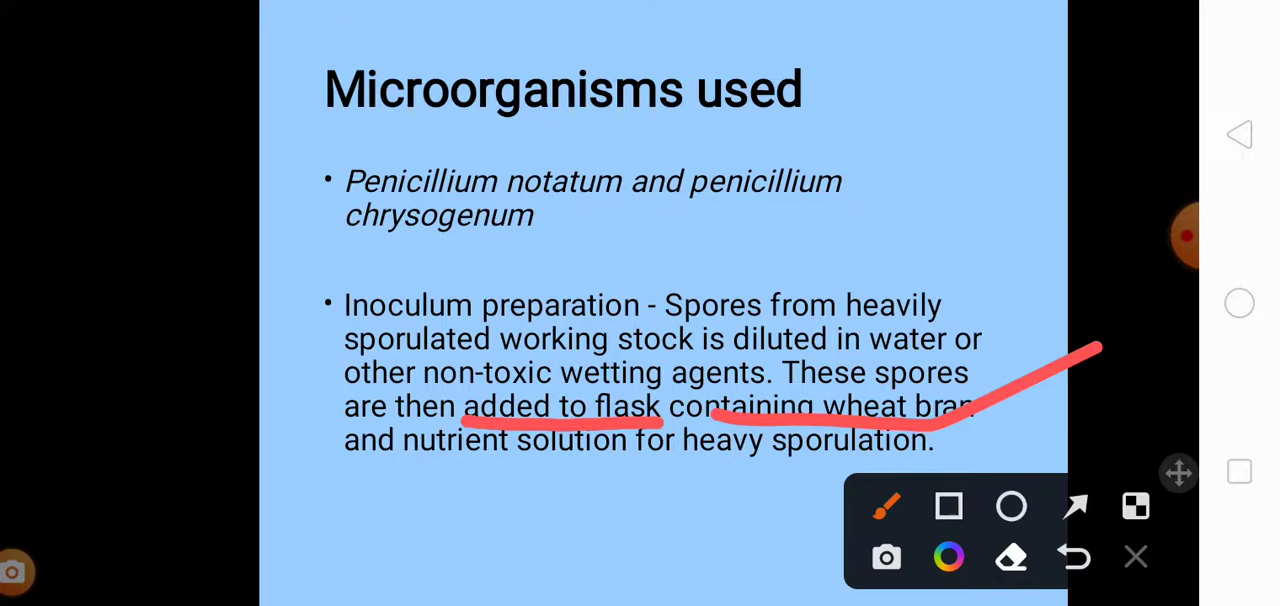 Microorganisms used
• Penicillium notatum and penicillium
chrysogenum
• Inoculum preparation - Spores from heavily
sporulated working stock is diluted in water or
other non-toxic wetting agents. These spores
are then added to flask containing wheat bran
and nutrient solution for heavy sporulation.